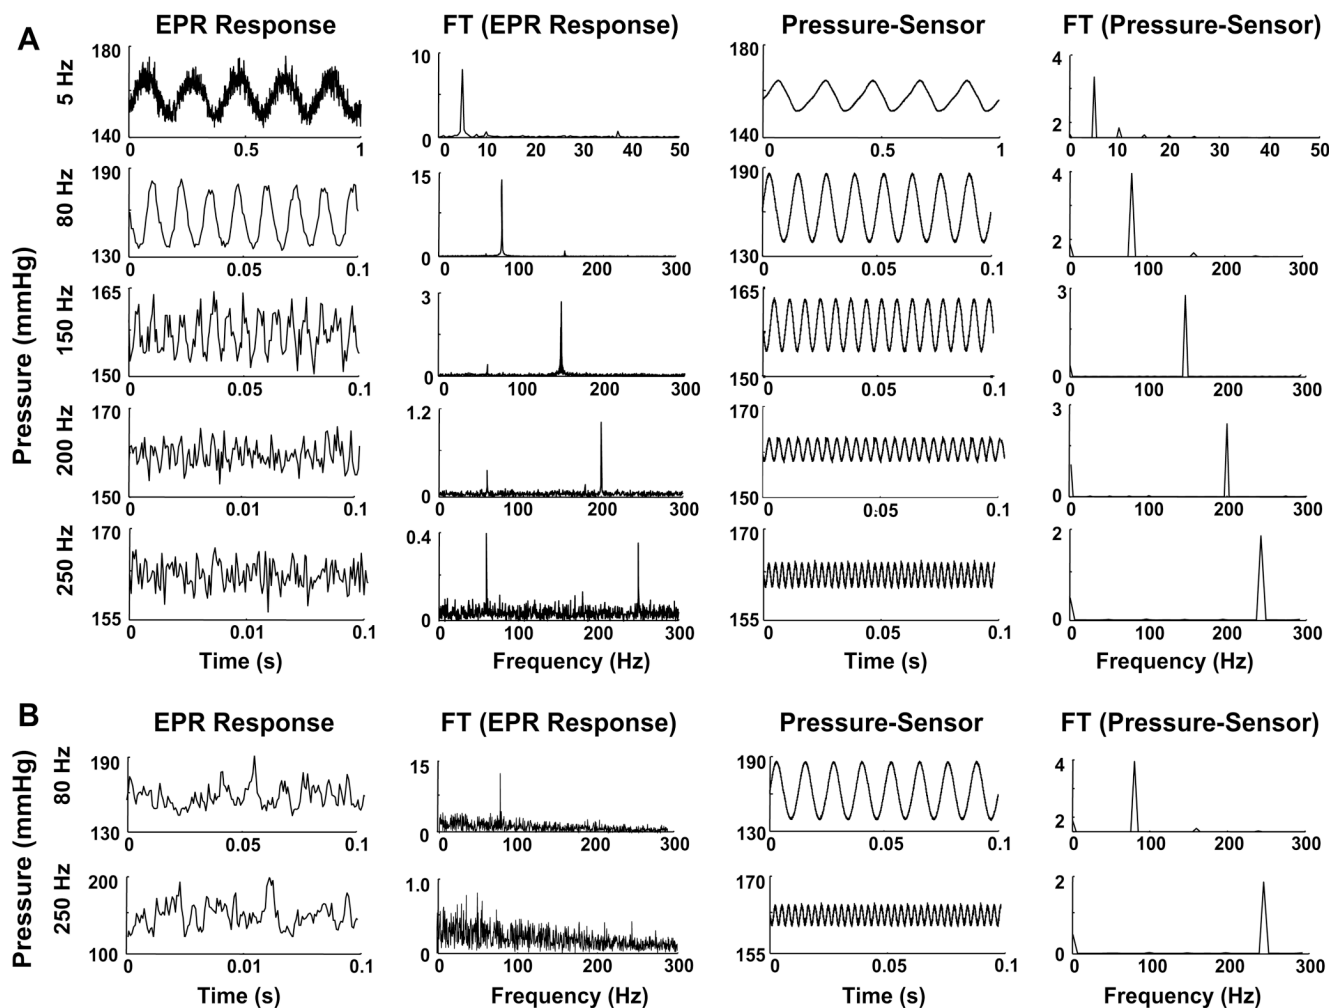 A
EPR Response FT (EPR Response) Pressure-Sensor FT (Pressure-Sensor)
Pressure (mmHg)
5 Hz
180 10 180 4
140 0 140 2
0 0.5 1 0 10 20 30 40 50 0 0.5 1 0 10 20 30 40 50
80 Hz
190 15 190 4
130 0 130 2
0 0.05 0.1 0 100 200 300 0 0.05 0.1 0 100 200 300
150 Hz
165 3 165 3
150 0 150 0
0 0.05 0.1 0 100 200 300 0 0.05 0.1 0 100 200 300
200 Hz
170 1.2 170 3
150 0 150 0
0 0.01 0.1 0 100 200 300 0 0:05 0.1 0 100 200 300
250 Hz
170 0.4 170 2
155 0 155 0
0 0.01 0.1 0 100 200 300 0 0.05 0.1 0 100 200 300
Time (s) Frequency (Hz) Time (s) Frequency (Hz)
B
EPR Response FT (EPR Response) Pressure-Sensor FT (Pressure-Sensor)
Pressure (mmHg)
80 Hz
190 15 190 4
130 0 130 2
0 0.05 0.1 0 100 200 300 0 0.05 0.1 0 100 200 300
250 Hz
200 1.0 170 2
100 0 155 0
0 0.01 0.1 0 100 200 300 0 0.05 0.1 0 100 200 300
Time (s) Frequency (Hz) Time (s) Frequency (Hz)